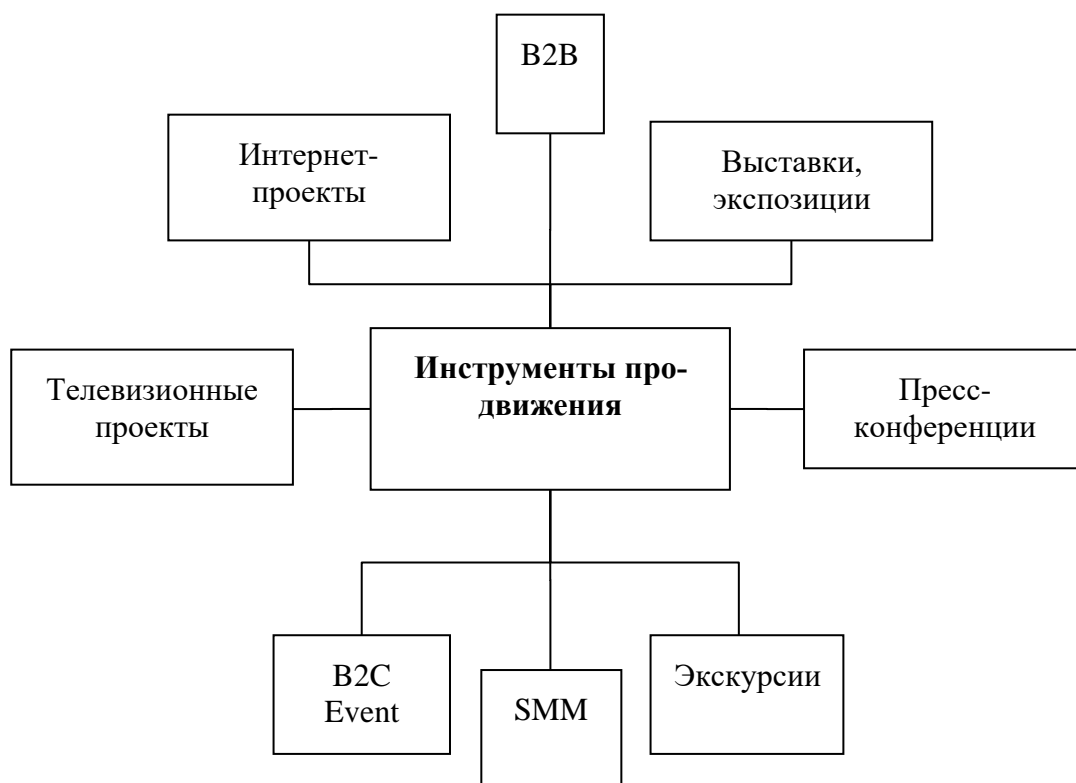 B2B
Интернет-
проекты
Выставки,
экспозиции
Телевизионные
проекты
Инструменты про-
движения
Пресс-
конференции
B2C
Event
SMM
Экскурсии